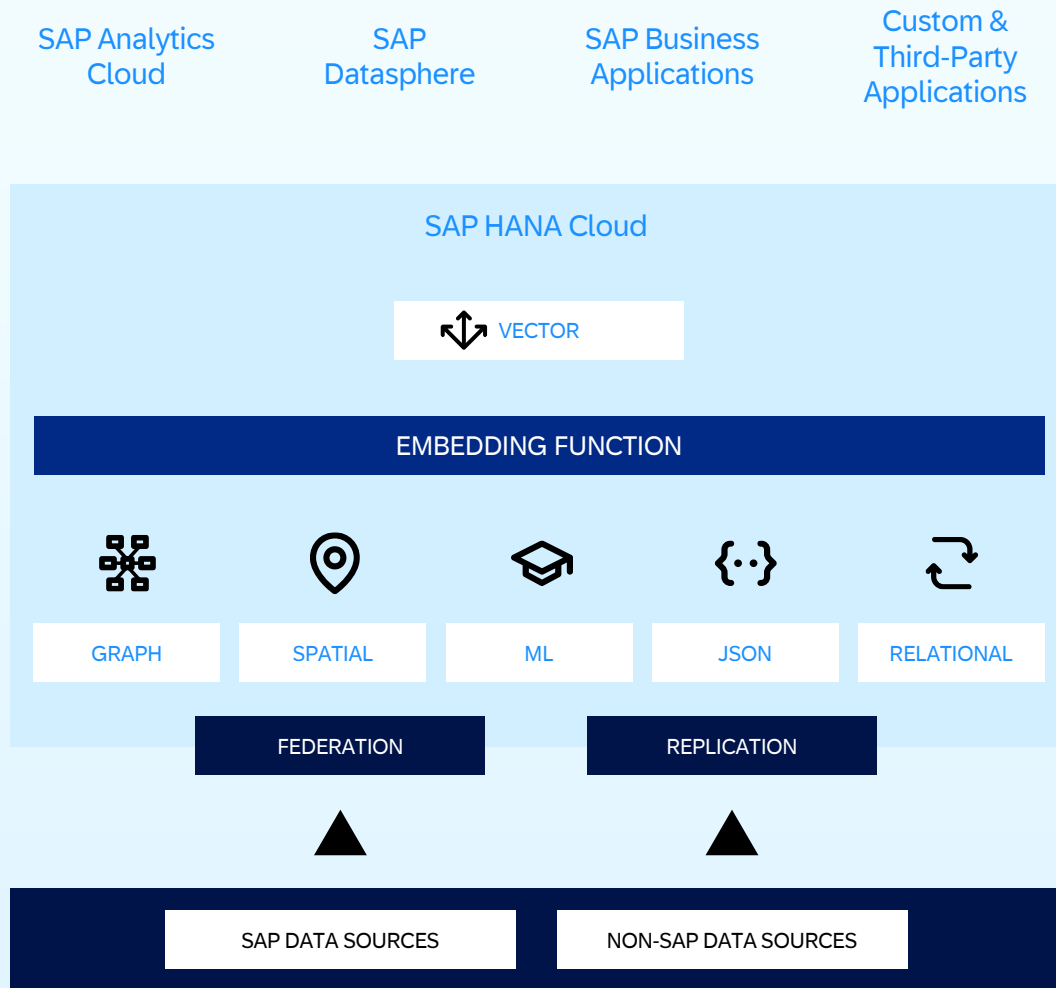 SAP Analytics
Cloud
SAP
Datasphere
SAP Business
Applications
Custom &
Third-Party
Applications
SAP HANA Cloud
VECTOR
EMBEDDING FUNCTION
GRAPH
SPATIAL
ML
JSON
RELATIONAL
FEDERATION
REPLICATION
SAP DATA SOURCES
NON-SAP DATA SOURCES